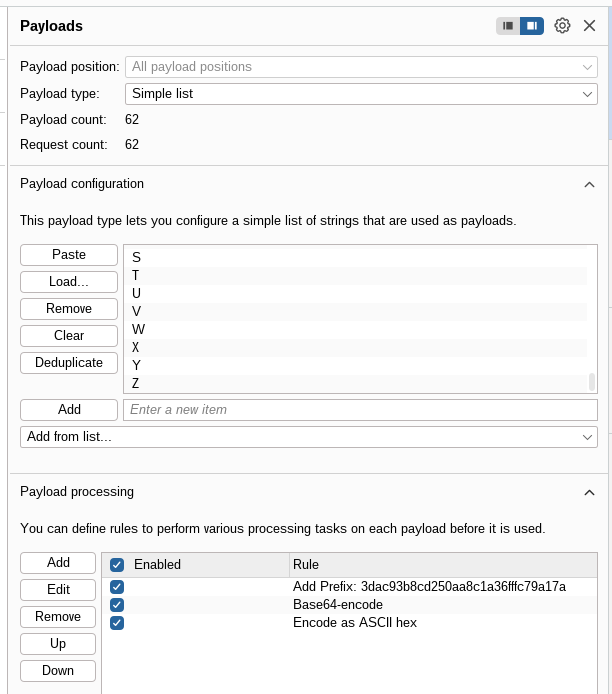 Payloads
Payload position: All payload positions
Payload type: Simple list
Payload count: 62
Request count: 62
Payload configuration
This payload type lets you configure a simple list of strings that are used as payloads.
Paste
Load...
Remove
Clear
Deduplicate
S
T
U
V
W
X
Y
Z
Add
Enter a new item
Add from list...
Payload processing
You can define rules to perform various processing tasks on each payload before it is used.
Add
Edit
Remove
Up
Down
Enabled Rule
Add Prefix: 3dac93b8cd250aa8c1a36fffc79a17a
Base64-encode
Encode as ASCII hex